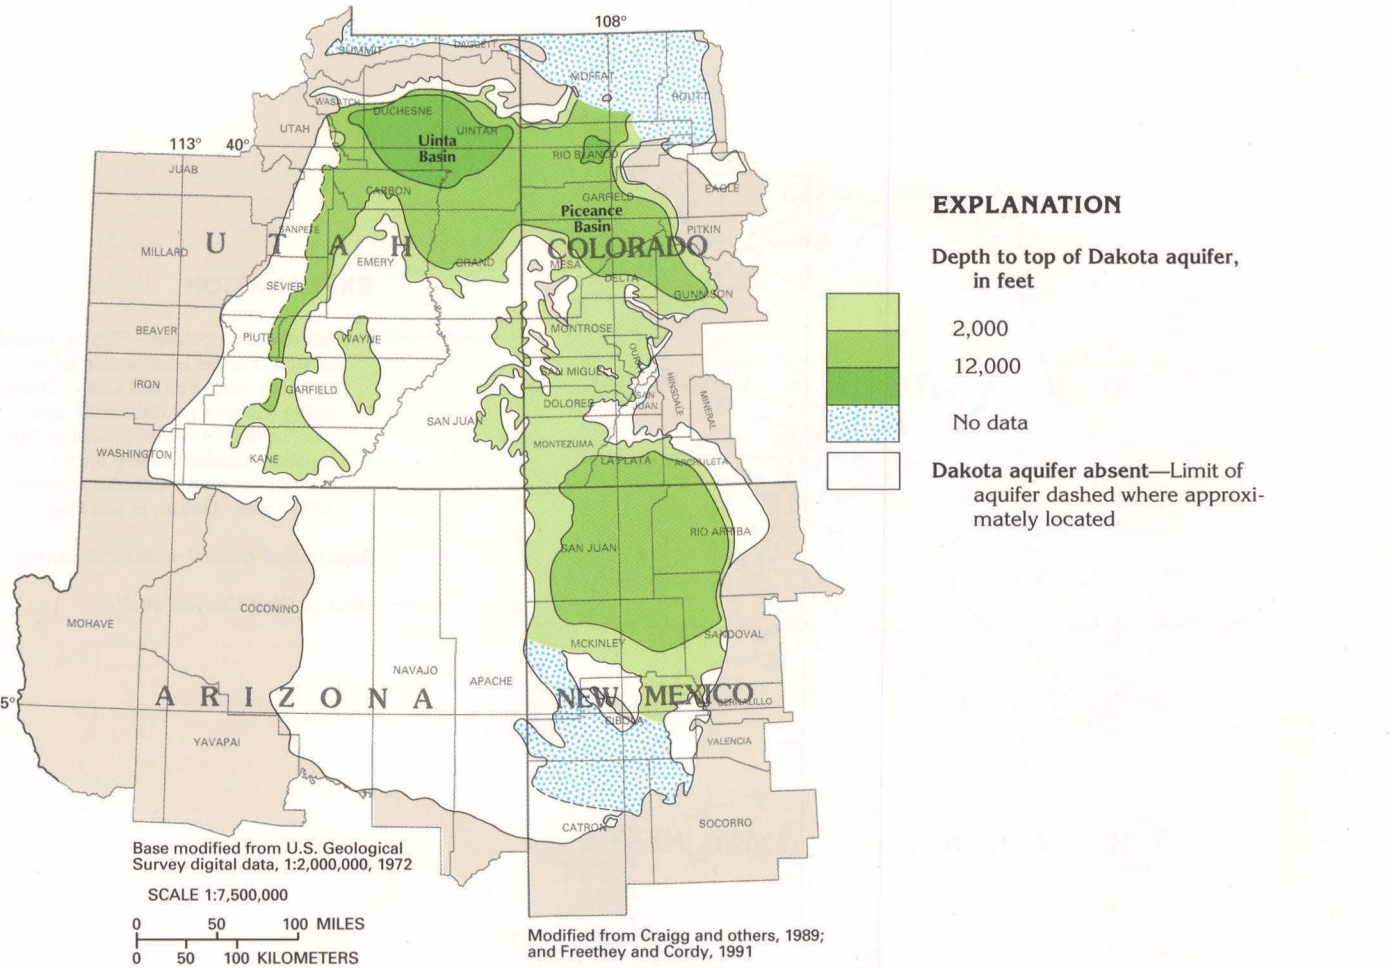 108°
SUMMIT
DAGGETT
MOFFAT
ROUTT
WASATCH
DUCHESNE
UINTAH
UTAH
Uinta
Basin
RIO BLANCO
113° 40°
JUAB
CARBON
GARFIELD
EAGLE
Piceance
Basin
PITKIN
SANPETE
MILLARD
UTAH
COLORADO
EMERY
GRAND
MESA
DELTA
SEVIER
GUNNISON
BEAVER
PIUTE
WAYNE
MONTROSE
OURAY
IRON
GARFIELD
SAN MIGUEL
HINSDALE
MINERAL
SAN
JUAN
DOLORES
SAN JUAN
WASHINGTON
KANE
MONTEZUMA
LA PLATA
ARCHULETA
RIO ARRIBA
SAN JUAN
COCONINO
MOHAVE
MCKINLEY
SANDOVAL
NAVAJO
APACHE
5°
ARIZONA
NEW MEXICO
BERNALILLO
CIBOLA
YAVAPAI
VALENCIA
CATRON
SOCORRO
EXPLANATION
Depth to top of Dakota aquifer,
in feet
2,000
12,000
No data
Dakota aquifer absent—Limit of
aquifer dashed where approxi-
mately located
Base modified from U.S. Geological
Survey digital data, 1:2,000,000, 1972
SCALE 1:7,500,000
0 50 100 MILES
0 50 100 KILOMETERS
Modified from Craigg and others, 1989;
and Freethey and Cordy, 1991